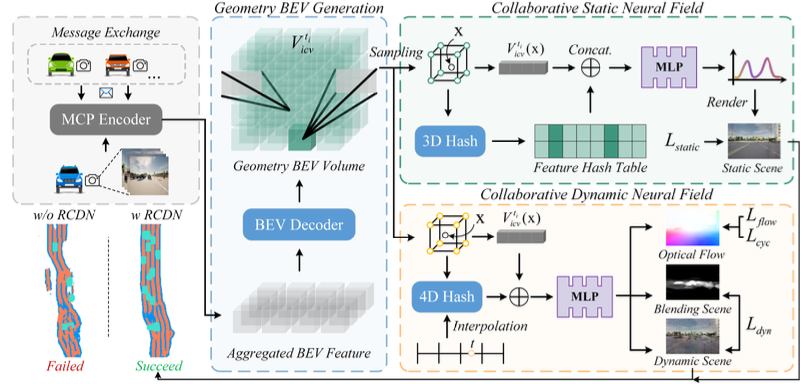 Message Exchange
...
MCP Encoder
w/o RCDN
w RCDN
Failed
Succeed
Geometry BEV Generation
V_{icv}^{t_i}
Geometry BEV Volume
BEV Decoder
Aggregated BEV Feature
Sampling
Collaborative Static Neural Field
X
V_{icv}^{t_i}(x)
Concat.
MLP
Render
3D Hash
Feature Hash Table
L_{static}
Static Scene
Collaborative Dynamic Neural Field
X
V_{icv}^{t_i}(x)
4D Hash
MLP
Interpolation
t
Optical Flow
L_{flow}
L_{cyc}
Blending Scene
L_{dyn}
Dynamic Scene